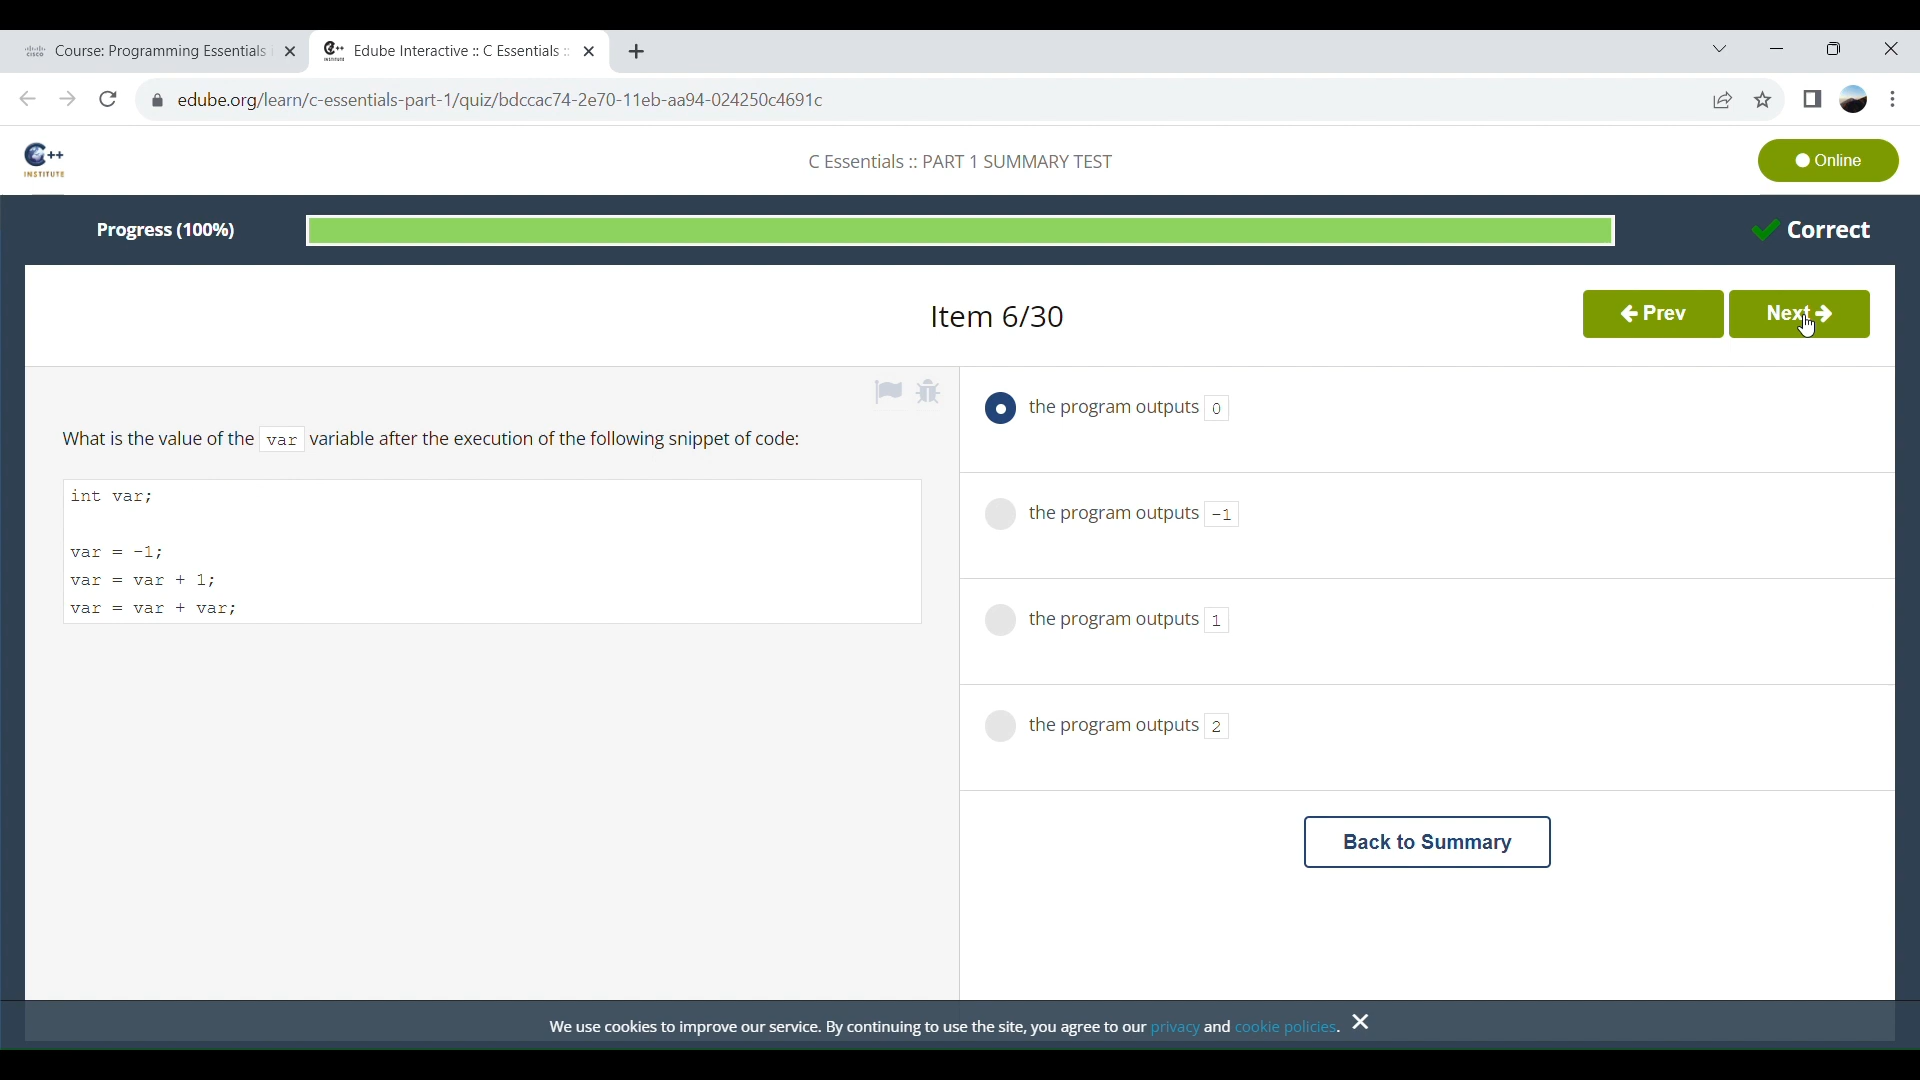 CISCO Course: Programming Essentials
C++ INSTITUTE Edube Interactive :: C Essentials ::
edube.org/learn/c-essentials-part-1/quiz/bdccac74-2e70-11eb-aa94-024250c4691c
C++ INSTITUTE
C Essentials :: PART 1 SUMMARY TEST
Online
Progress (100%)
Correct
Item 6/30
Prev
Next
What is the value of the var variable after the execution of the following snippet of code:
int var;
var = -1;
var = var + 1;
var = var + var;
the program outputs 0
the program outputs -1
the program outputs 1
the program outputs 2
Back to Summary
We use cookies to improve our service. By continuing to use the site, you agree to our privacy and cookie policies.